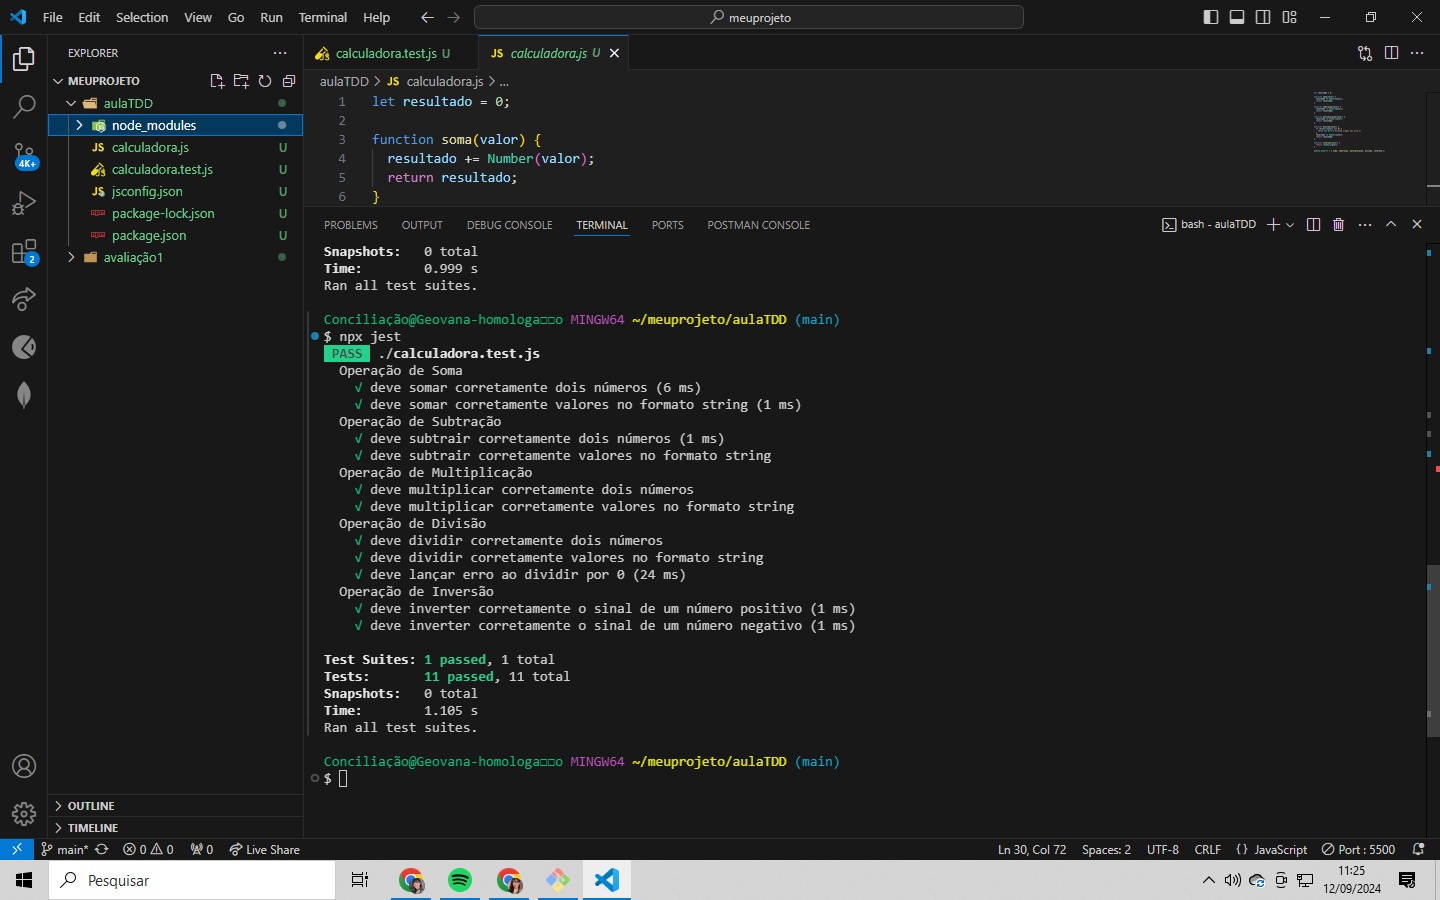 File Edit Selection View Go Run Terminal Help
meuprojeto
EXPLORER
MEUPROJETO
aulaTDD
node_modules
calculadora.js U
calculadora.test.js U
jsconfig.json U
package-lock.json U
package.json U
avaliação1
4K+
2
OUTLINE
TIMELINE
calculadora.test.js U
JS calculadora.js U
aulaTDD > JS calculadora.js > ...
1 let resultado = 0;
2
3 function soma(valor) {
4 resultado += Number(valor);
5 return resultado;
6 }
PROBLEMS OUTPUT DEBUG CONSOLE TERMINAL PORTS POSTMAN CONSOLE
bash - aulaTDD
Snapshots: 0 total
Time: 0.999 s
Ran all test suites.
Conciliação@Geovana-homologa□□o MINGW64 ~/meuprojeto/aulaTDD (main)
$ npx jest
PASS ./calculadora.test.js
Operação de Soma
√ deve somar corretamente dois números (6 ms)
√ deve somar corretamente valores no formato string (1 ms)
Operação de Subtração
√ deve subtrair corretamente dois números (1 ms)
√ deve subtrair corretamente valores no formato string
Operação de Multiplicação
√ deve multiplicar corretamente dois números
√ deve multiplicar corretamente valores no formato string
Operação de Divisão
√ deve dividir corretamente dois números
√ deve dividir corretamente valores no formato string
√ deve lançar erro ao dividir por 0 (24 ms)
Operação de Inversão
√ deve inverter corretamente o sinal de um número positivo (1 ms)
√ deve inverter corretamente o sinal de um número negativo (1 ms)
Test Suites: 1 passed, 1 total
Tests: 11 passed, 11 total
Snapshots: 0 total
Time: 1.105 s
Ran all test suites.
Conciliação@Geovana-homologa□□o MINGW64 ~/meuprojeto/aulaTDD (main)
$
main* 0 0 0 Live Share
Ln 30, Col 72 Spaces: 2 UTF-8 CRLF {} JavaScript Port : 5500
Pesquisar
11:25
12/09/2024